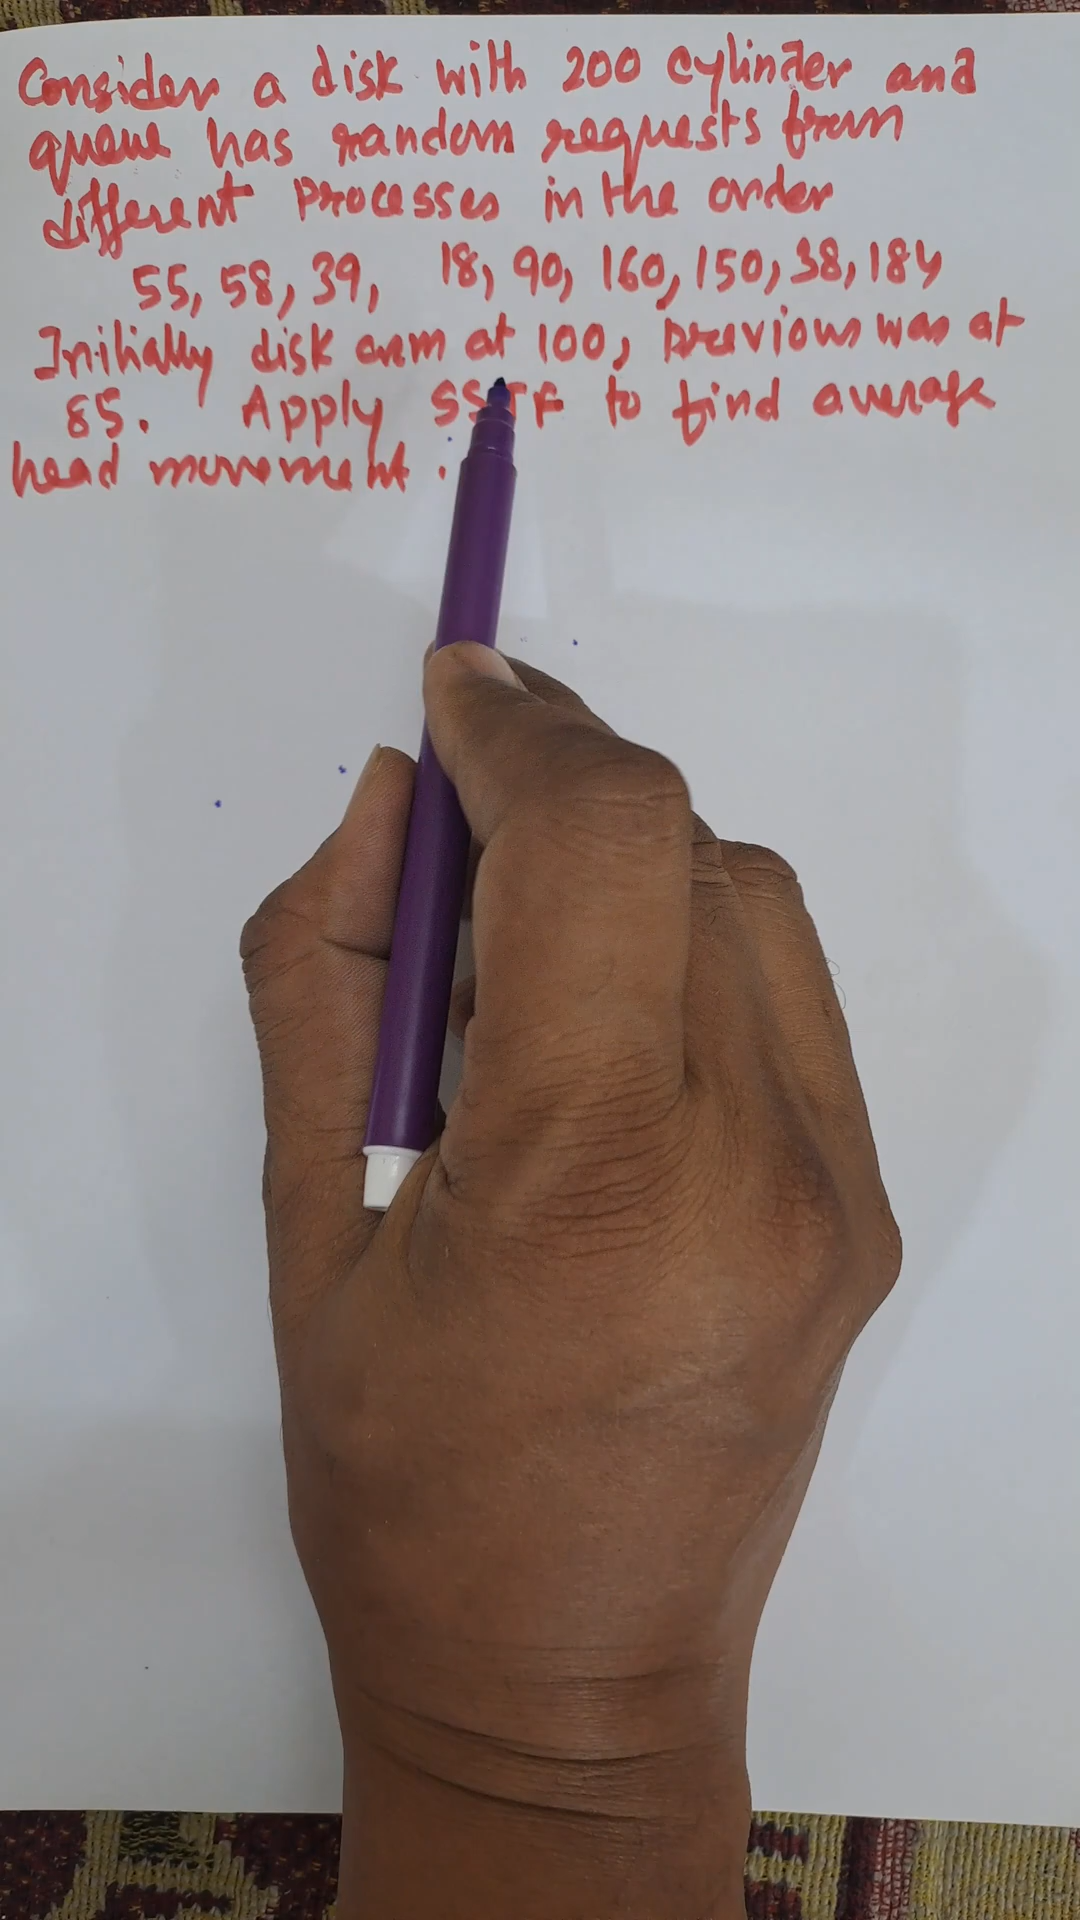 Consider a disk with 200 cylinder and
queue has random requests from
different Processes in the order
55, 58, 39, 18, 90, 160, 150, 38, 184
Initially disk arm at 100, previous was at
85. Apply SSTF to find average
head movement.